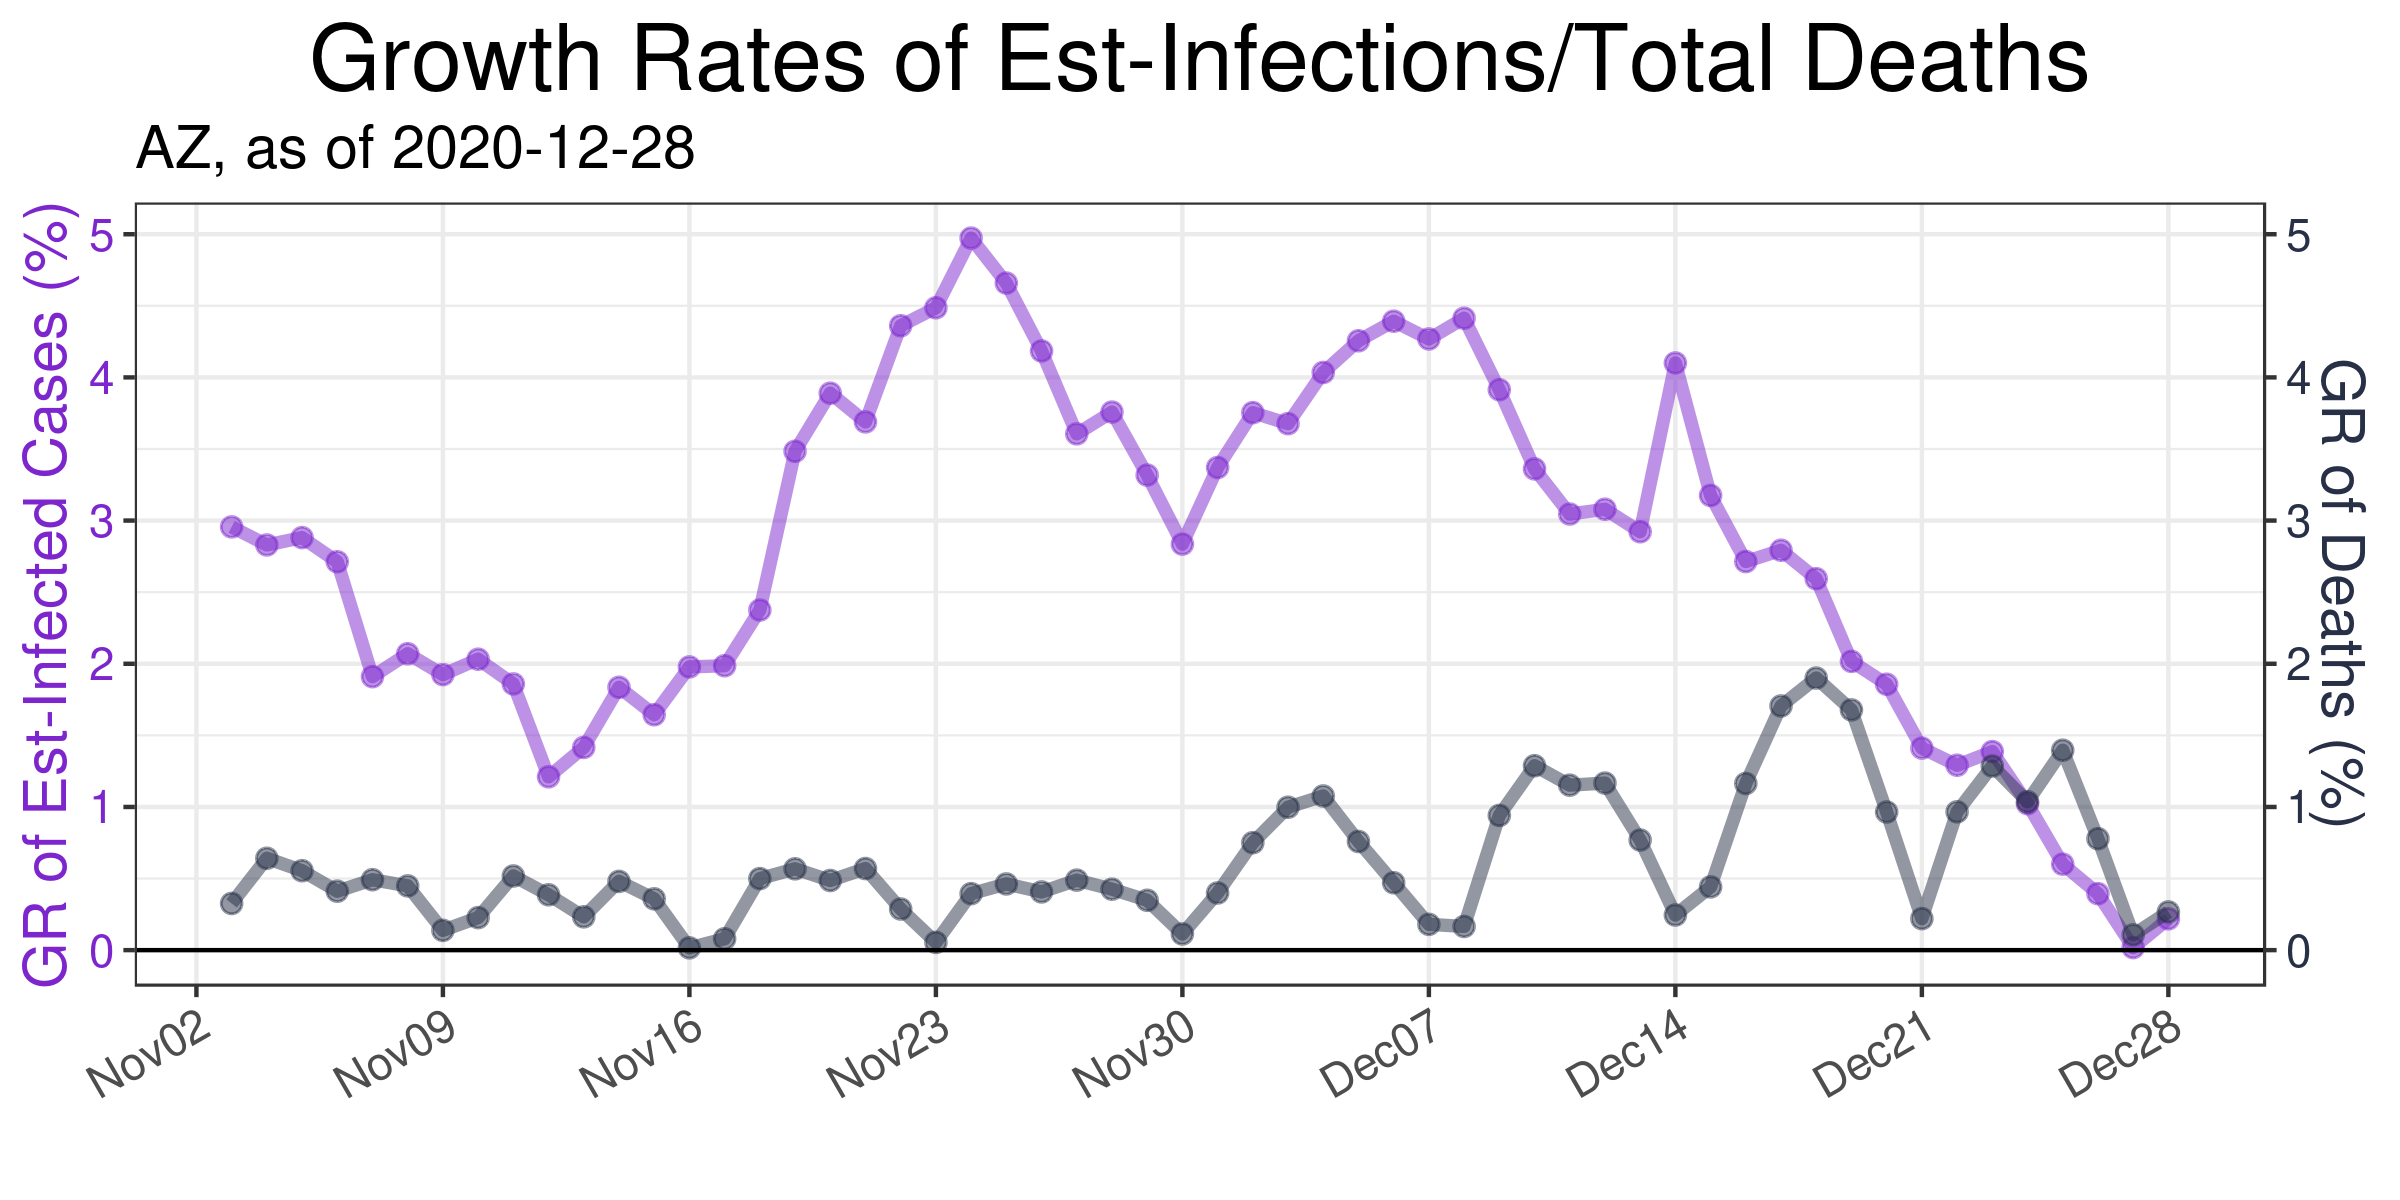 Growth Rates of Est-Infections/Total Deaths
AZ, as of 2020-12-28
GR of Est-Infected Cases (%)
5
4
3
2
1
0
5
4
3
2
1
0
GR of Deaths (%)
Nov02
Nov09
Nov16
Nov23
Nov30
Dec07
Dec14
Dec21
Dec28